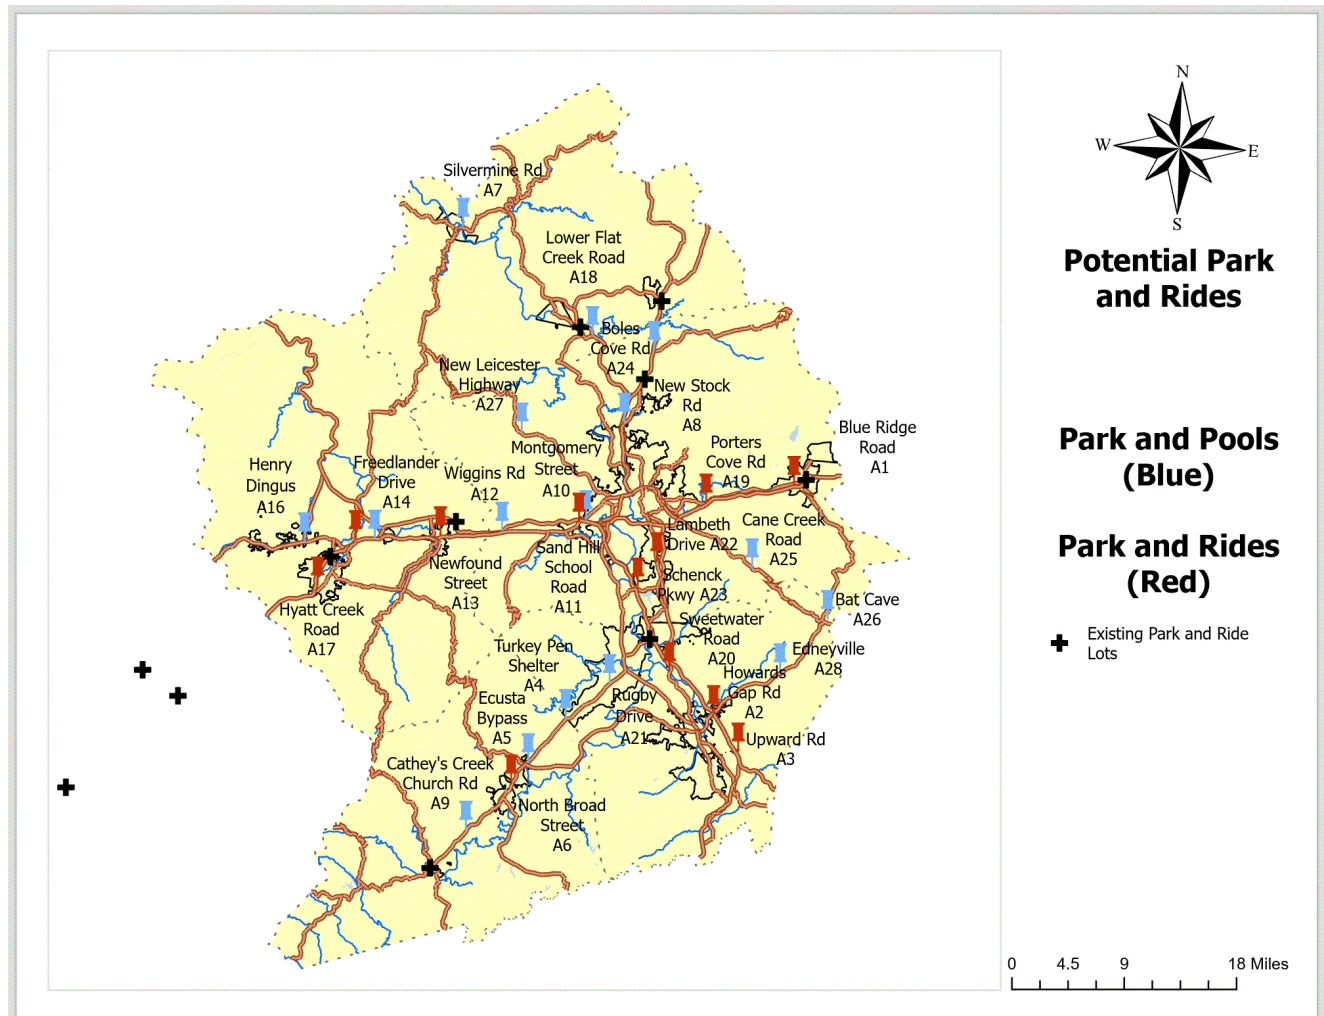 N
W
E
S
Potential Park
and Rides
Park and Pools
(Blue)
Park and Rides
(Red)
Existing Park and Ride
Lots
0 4.5 9 18 Miles
Silvermine Rd
A7
Lower Flat
Creek Road
A18
Boles
Cove Rd
A24
New Leicester
Highway
A27
New Stock
Rd
A8
Blue Ridge
Road
A1
Porters
Cove Rd
A19
Montgomery
Street
A10
Henry
Dingus
A16
Freedlander
Drive
A14
Wiggins Rd
A12
Lambeth
Drive A22
Cane Creek
Road
A25
Sand Hill
School
Road
A11
Newfound
Street
A13
Schenck
Pkwy A23
Bat Cave
A26
Hyatt Creek
Road
A17
Sweetwater
Road
A20
Edneyville
A28
Turkey Pen
Shelter
A4
Howards
Gap Rd
A2
Ecusta
Bypass
A5
Rugby
Drive
A21
Upward Rd
A3
Cathey's Creek
Church Rd
A9
North Broad
Street
A6